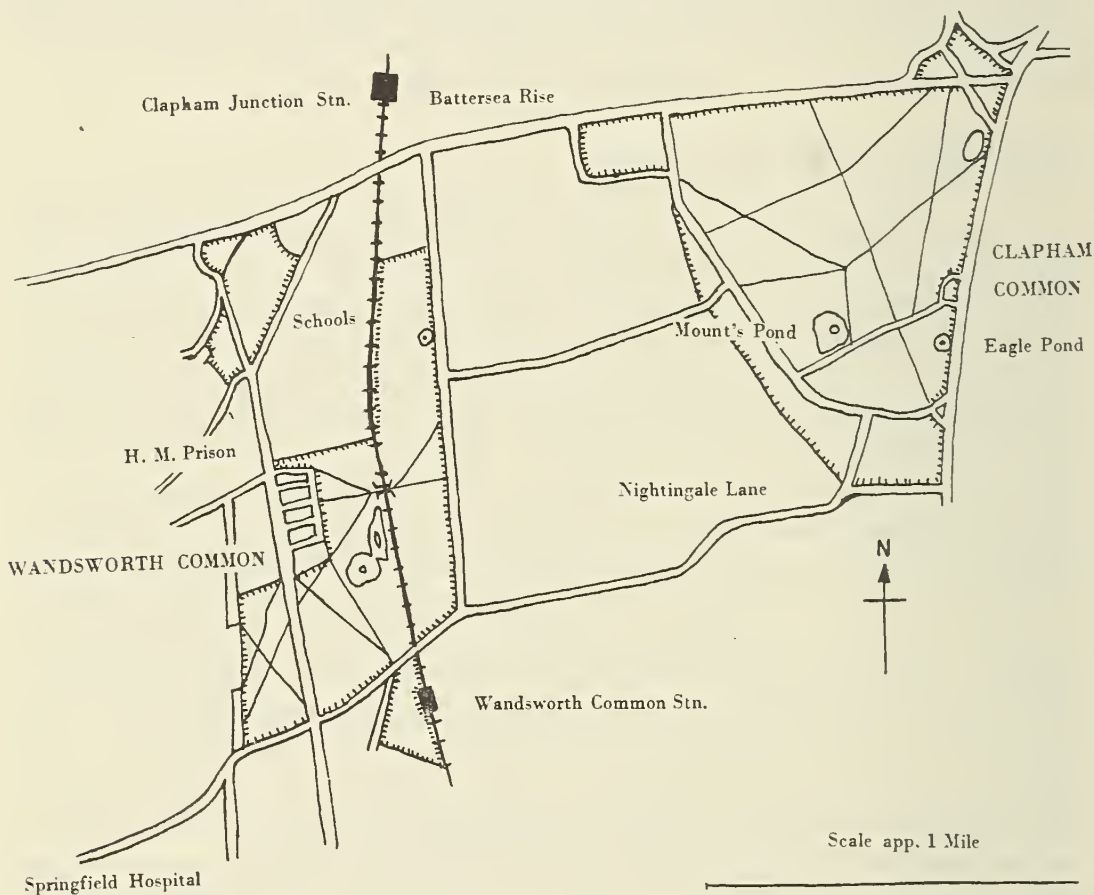 Clapham Junction Stn.
Battersea Rise
CLAPHAM
COMMON
Schools
Mount's Pond
Eagle Pond
H. M. Prison
Nightingale Lane
WANDSWORTH COMMON
N
Wandsworth Common Stn.
Scale app. 1 Mile
Springfield Hospital